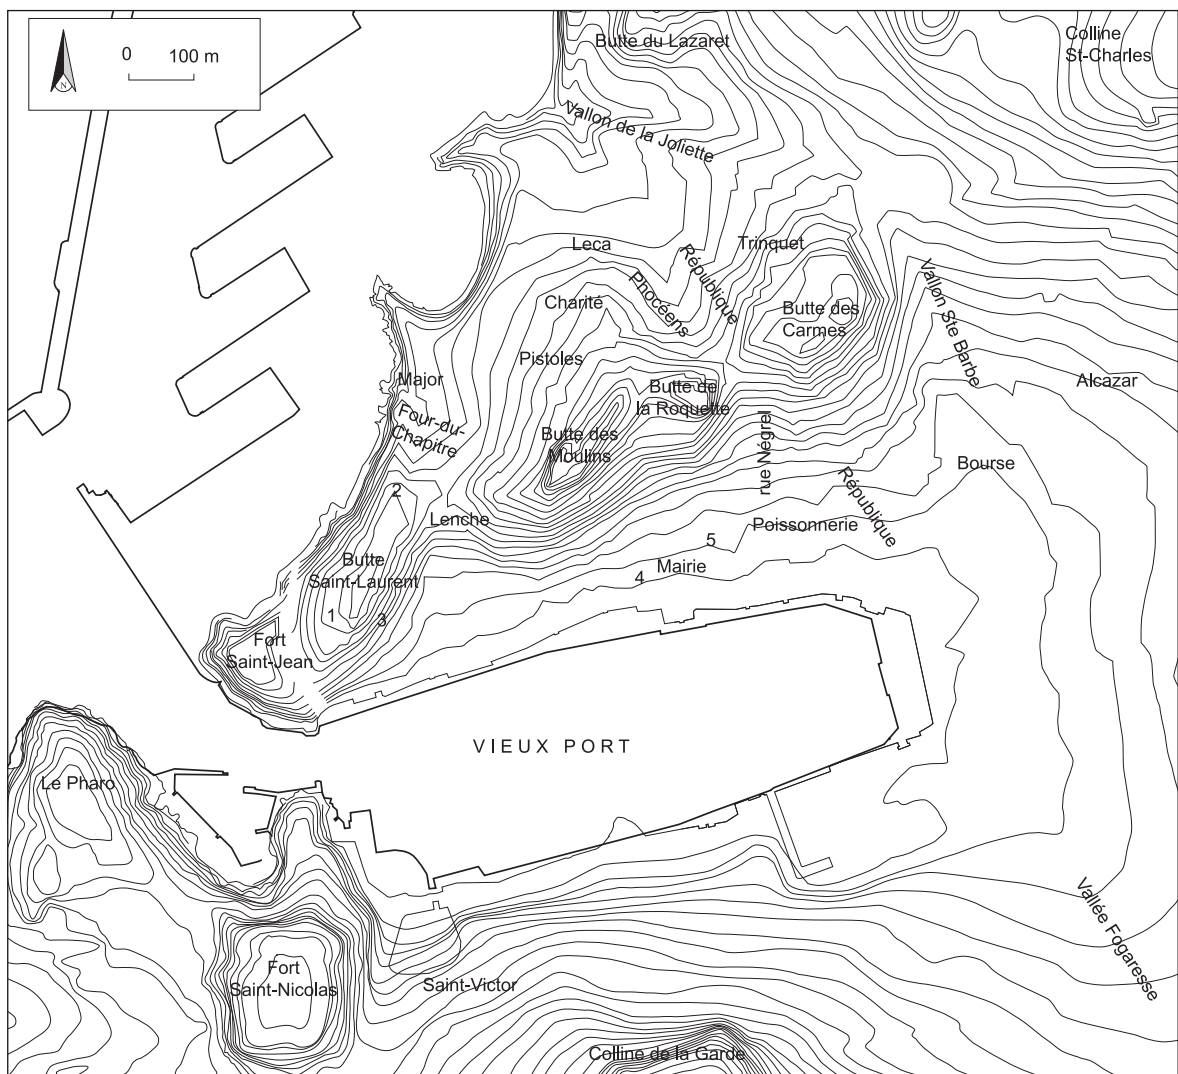 0
100 m
N
Butte du Lazaret
Colline
St-Charles
Vallon de la Joliette
Leca
République
Trinquet
Phocéens
Charité
Butte des
Carmes
Vallon Ste Barbe
Pistoles
Major
Butte de
la Roquette
Alcazar
Four-du-
Chapitre
Butte des
Moulins
rue Négrel
Bourse
République
2
Lenche
Poissonnerie
5
Butte
Saint-Laurent
Mairie
4
1
3
Fort
Saint-Jean
VIEUX PORT
Le Pharo
Vallée Fogaresse
Fort
Saint-Nicolas
Saint-Victor
Colline de la Garde